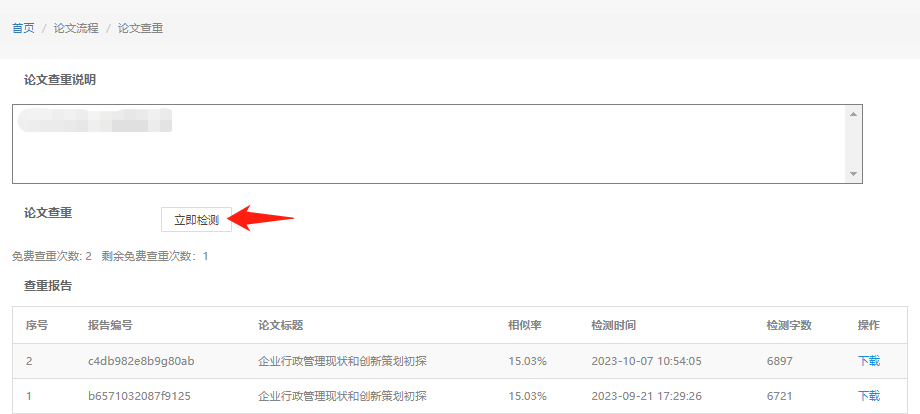 首页 / 论文流程 / 论文查重
论文查重说明
论文查重 立即检测
免费查重次数: 2 剩余免费查重次数: 1
查重报告
序号 报告编号 论文标题 相似率 检测时间 检测字数 操作
2 c4db982e8b9g80ab 企业行政管理现状和创新策划初探 15.03% 2023-10-07 10:54:05 6897 下载
1 b6571032087f9125 企业行政管理现状和创新策划初探 15.03% 2023-09-21 17:29:26 6721 下载